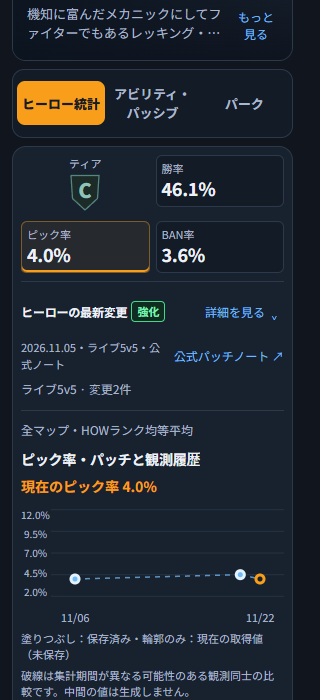 機知に富んだメカニックにしてフ
ァイターでもあるレッキング・…
もっと
見る
ヒーロー統計
アビリティ・
パッシブ
パーク
ティア
C
勝率
46.1%
ピック率
4.0%
BAN率
3.6%
ヒーローの最新変更 強化
詳細を見る ⌄
2026.11.05・ライブ5v5・公
式ノート
公式パッチノート ↗
ライブ5v5 · 変更2件
全マップ・HOWランク均等平均
ピック率・パッチと観測履歴
現在のピック率 4.0%
12.0%
9.5%
7.0%
4.5%
2.0%
11/06
11/22
塗りつぶし：保存済み・輪郭のみ：現在の取得値
（未保存）
破線は集計期間が異なる可能性のある観測同士の比
較です。中間の値は生成しません。